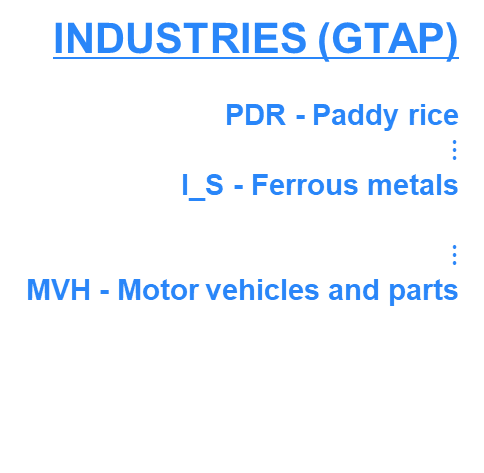 INDUSTRIES (GTAP)
PDR - Paddy rice
⋮
I_S - Ferrous metals
⋮
MVH - Motor vehicles and parts